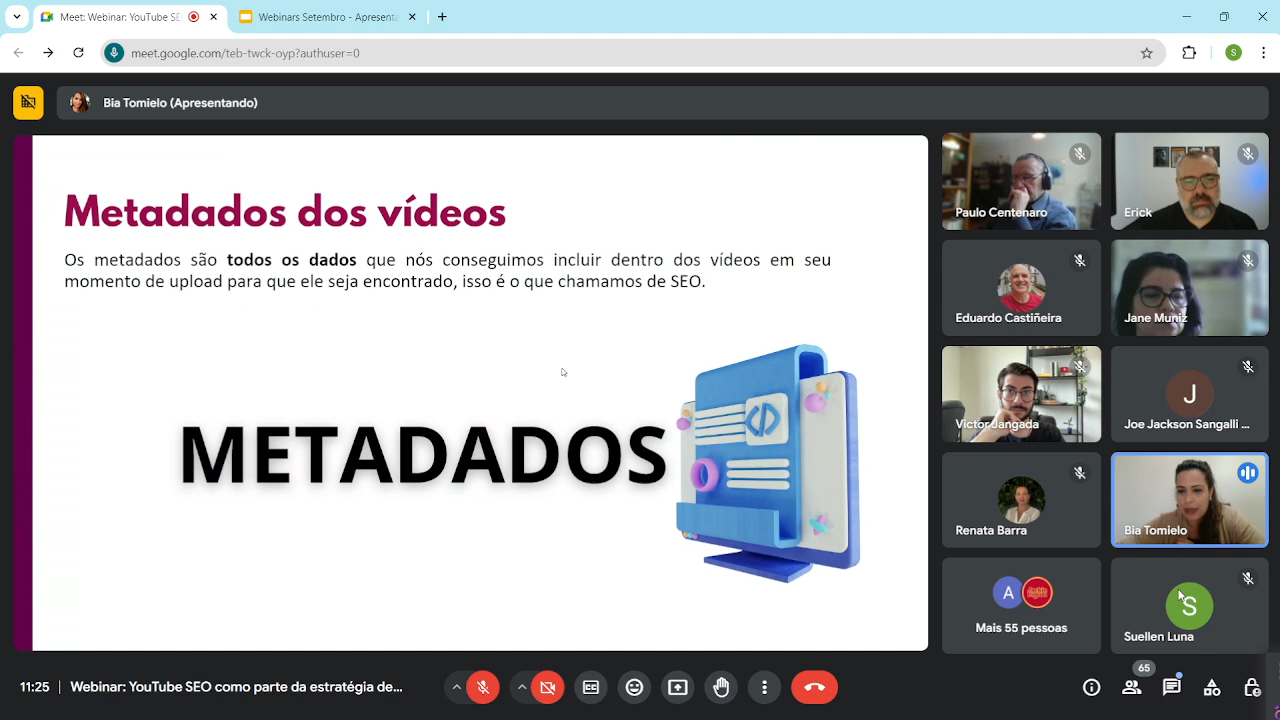 Meet: Webinar: YouTube SE
Webinars Setembro - Apresent
meet.google.com/teb-twck-oyp?authuser=0
S
Bia Tomielo (Apresentando)
Metadados dos vídeos
Os metadados são todos os dados que nós conseguimos incluir dentro dos vídeos em seu
momento de upload para que ele seja encontrado, isso é o que chamamos de SEO.
METADADOS
Paulo Centenaro
Erick
Eduardo Castiñeira
Jane Muniz
Victor Jangada
J
Joe Jackson Sangalli ...
Renata Barra
Bia Tomielo
A
Mais 55 pessoas
S
Suellen Luna
11:25
Webinar: YouTube SEO como parte da estratégia de...
65